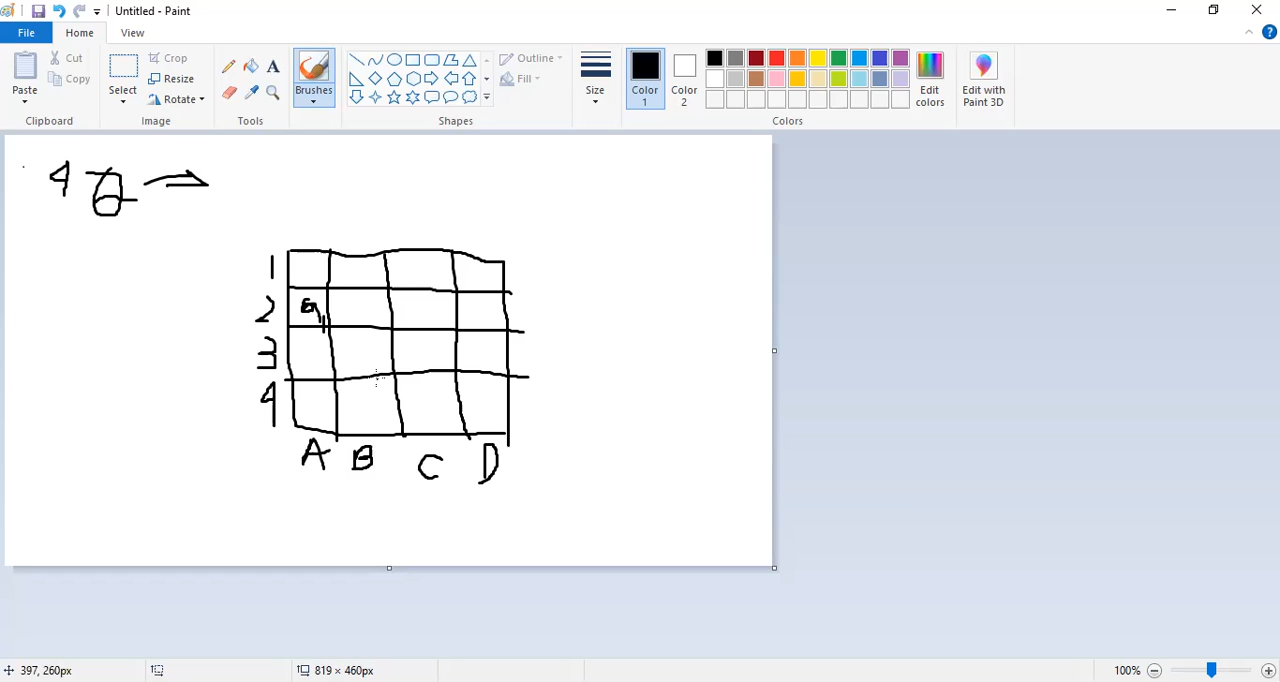 Untitled - Paint
File Home View
Paste Cut Copy Select Crop Resize Rotate Brushes Outline Fill Size Color 1 Color 2 Edit colors Edit with Paint 3D
Clipboard Image Tools Shapes Colors
4
1
2
3
4
A B C D
397, 260px 819 × 460px 100%